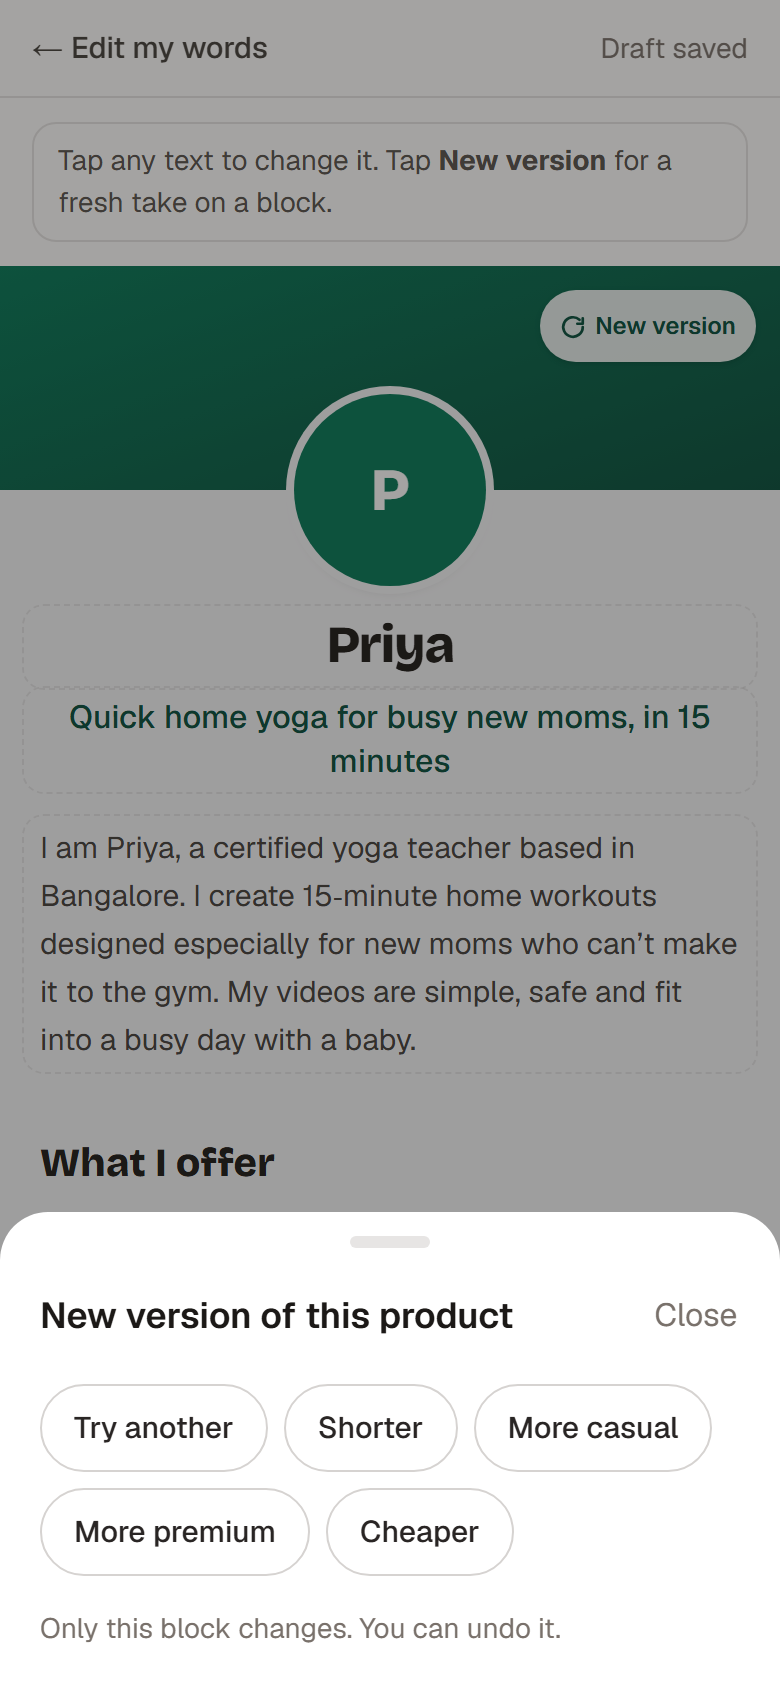 ← Edit my words
Draft saved
Tap any text to change it. Tap New version for a
fresh take on a block.
New version
P
Priya
Quick home yoga for busy new moms, in 15
minutes
I am Priya, a certified yoga teacher based in
Bangalore. I create 15-minute home workouts
designed especially for new moms who can’t make
it to the gym. My videos are simple, safe and fit
into a busy day with a baby.
What I offer
New version of this product
Close
Try another
Shorter
More casual
More premium
Cheaper
Only this block changes. You can undo it.